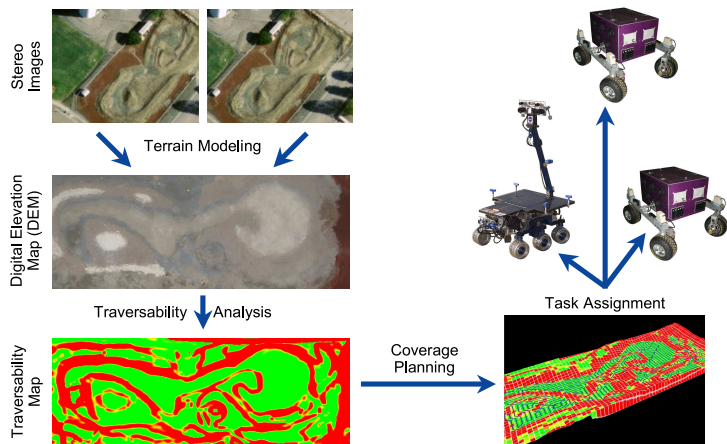 Stereo
Images
Terrain Modeling
Digital Elevation
Map (DEM)
Traversability Analysis
Task Assignment
Traversability
Map
Coverage
Planning